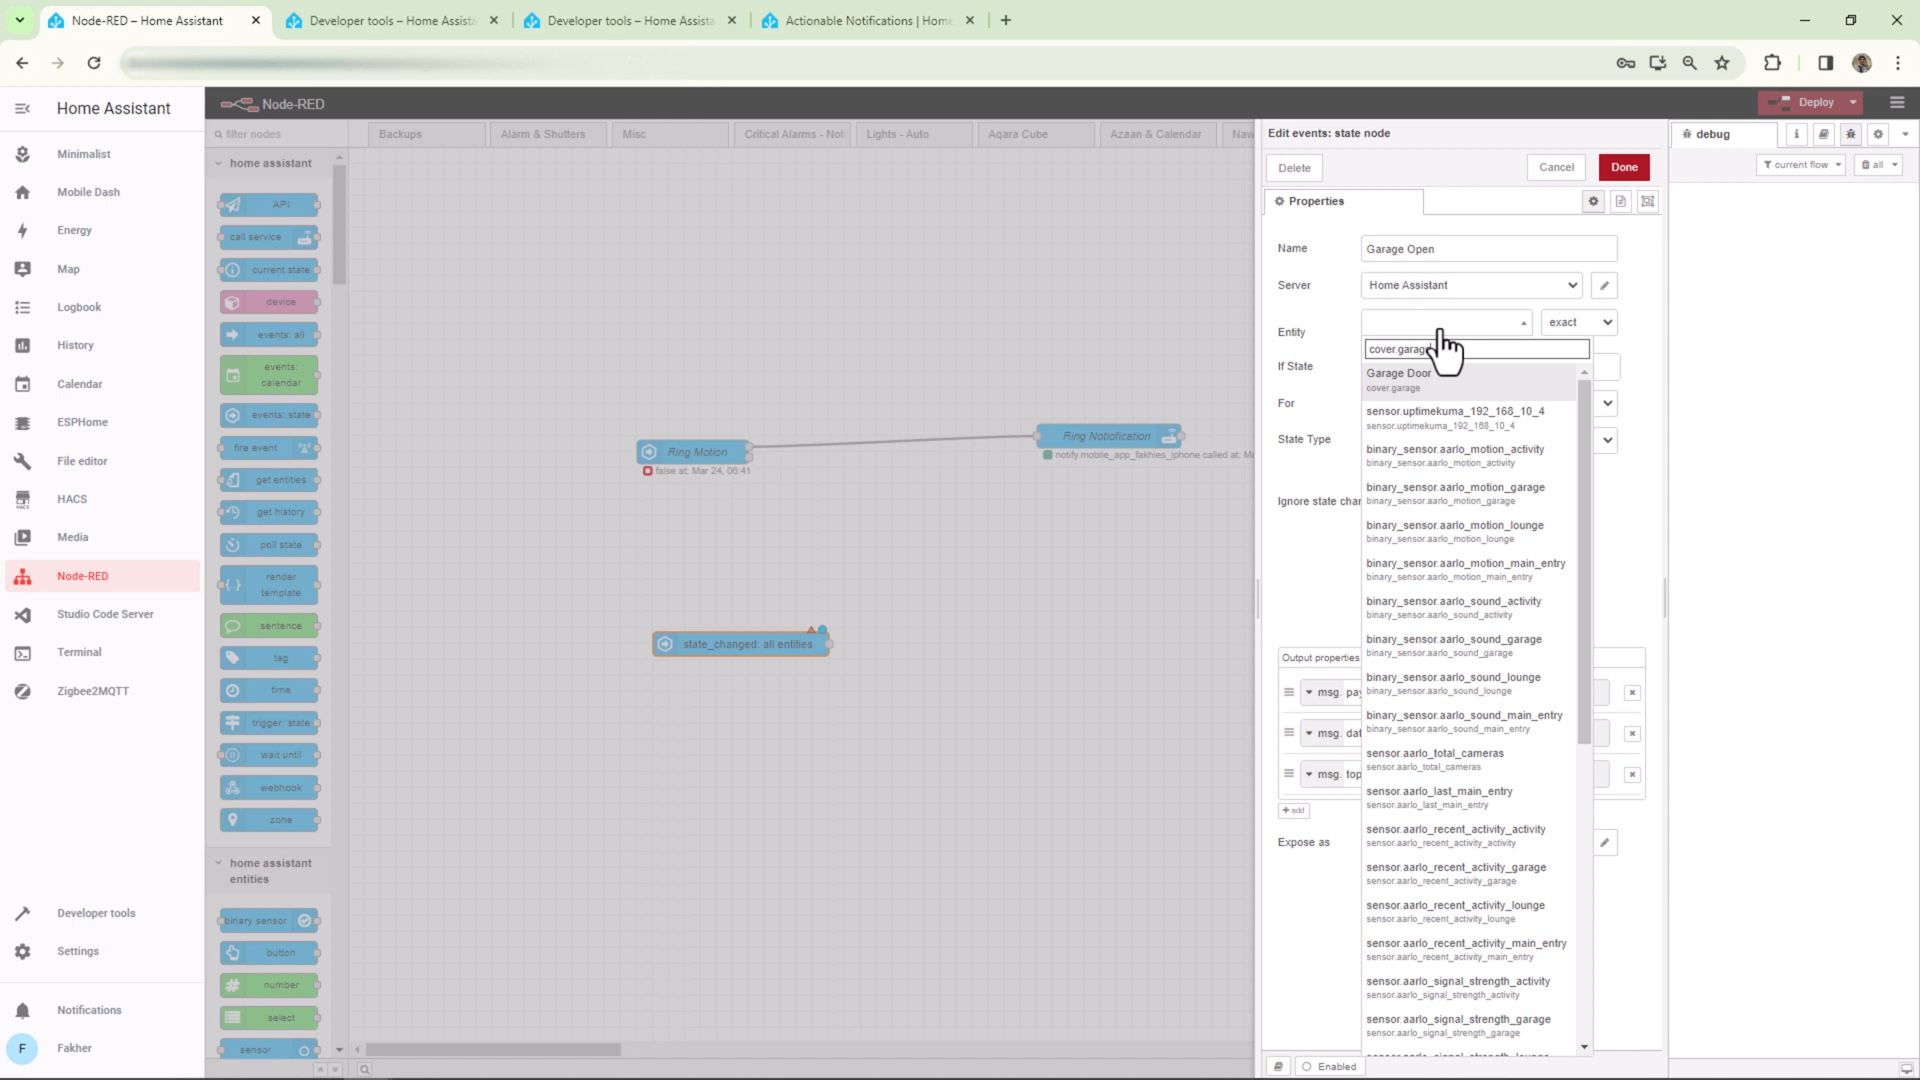 Node-RED – Home Assistant
Developer tools – Home Assista
Developer tools – Home Assista
Actionable Notifications | Home
Home Assistant
Minimalist
Mobile Dash
Energy
Map
Logbook
History
Calendar
ESPHome
File editor
HACS
Media
Node-RED
Studio Code Server
Terminal
Zigbee2MQTT
Developer tools
Settings
Notifications
F
Fakher
Node-RED
Deploy
filter nodes
Backups
Alarm & Shutters
Misc
Critical Alarms - Not
Lights - Auto
Aqara Cube
Azaan & Calendar
home assistant
API
call service
current state
device
events: all
events:
calendar
events: state
fire event
get entities
get history
poll state
render
template
sentence
tag
time
trigger: state
wait until
webhook
zone
home assistant
entities
binary sensor
button
number
select
sensor
Ring Motion
false at: Mar 24, 06:41
Ring Notiofication
notify.mobile_app_fakhies_iphone called at: Ma
state_changed: all entities
Edit events: state node
Delete
Cancel
Done
Properties
Name
Garage Open
Server
Home Assistant
Entity
exact
cover.garage
If State
For
State Type
Ignore state chan
Garage Door
cover.garage
sensor.uptimekuma_192_168_10_4
sensor.uptimekuma_192_168_10_4
binary_sensor.aarlo_motion_activity
binary_sensor.aarlo_motion_activity
binary_sensor.aarlo_motion_garage
binary_sensor.aarlo_motion_garage
binary_sensor.aarlo_motion_lounge
binary_sensor.aarlo_motion_lounge
binary_sensor.aarlo_motion_main_entry
binary_sensor.aarlo_motion_main_entry
binary_sensor.aarlo_sound_activity
binary_sensor.aarlo_sound_activity
binary_sensor.aarlo_sound_garage
binary_sensor.aarlo_sound_garage
binary_sensor.aarlo_sound_lounge
binary_sensor.aarlo_sound_lounge
binary_sensor.aarlo_sound_main_entry
binary_sensor.aarlo_sound_main_entry
sensor.aarlo_total_cameras
sensor.aarlo_total_cameras
sensor.aarlo_last_main_entry
sensor.aarlo_last_main_entry
sensor.aarlo_recent_activity_activity
sensor.aarlo_recent_activity_activity
sensor.aarlo_recent_activity_garage
sensor.aarlo_recent_activity_garage
sensor.aarlo_recent_activity_lounge
sensor.aarlo_recent_activity_lounge
sensor.aarlo_recent_activity_main_entry
sensor.aarlo_recent_activity_main_entry
sensor.aarlo_signal_strength_activity
sensor.aarlo_signal_strength_activity
sensor.aarlo_signal_strength_garage
sensor.aarlo_signal_strength_garage
Output properties
msg. pay
msg. dat
msg. top
add
Expose as
Enabled
debug
current flow
all